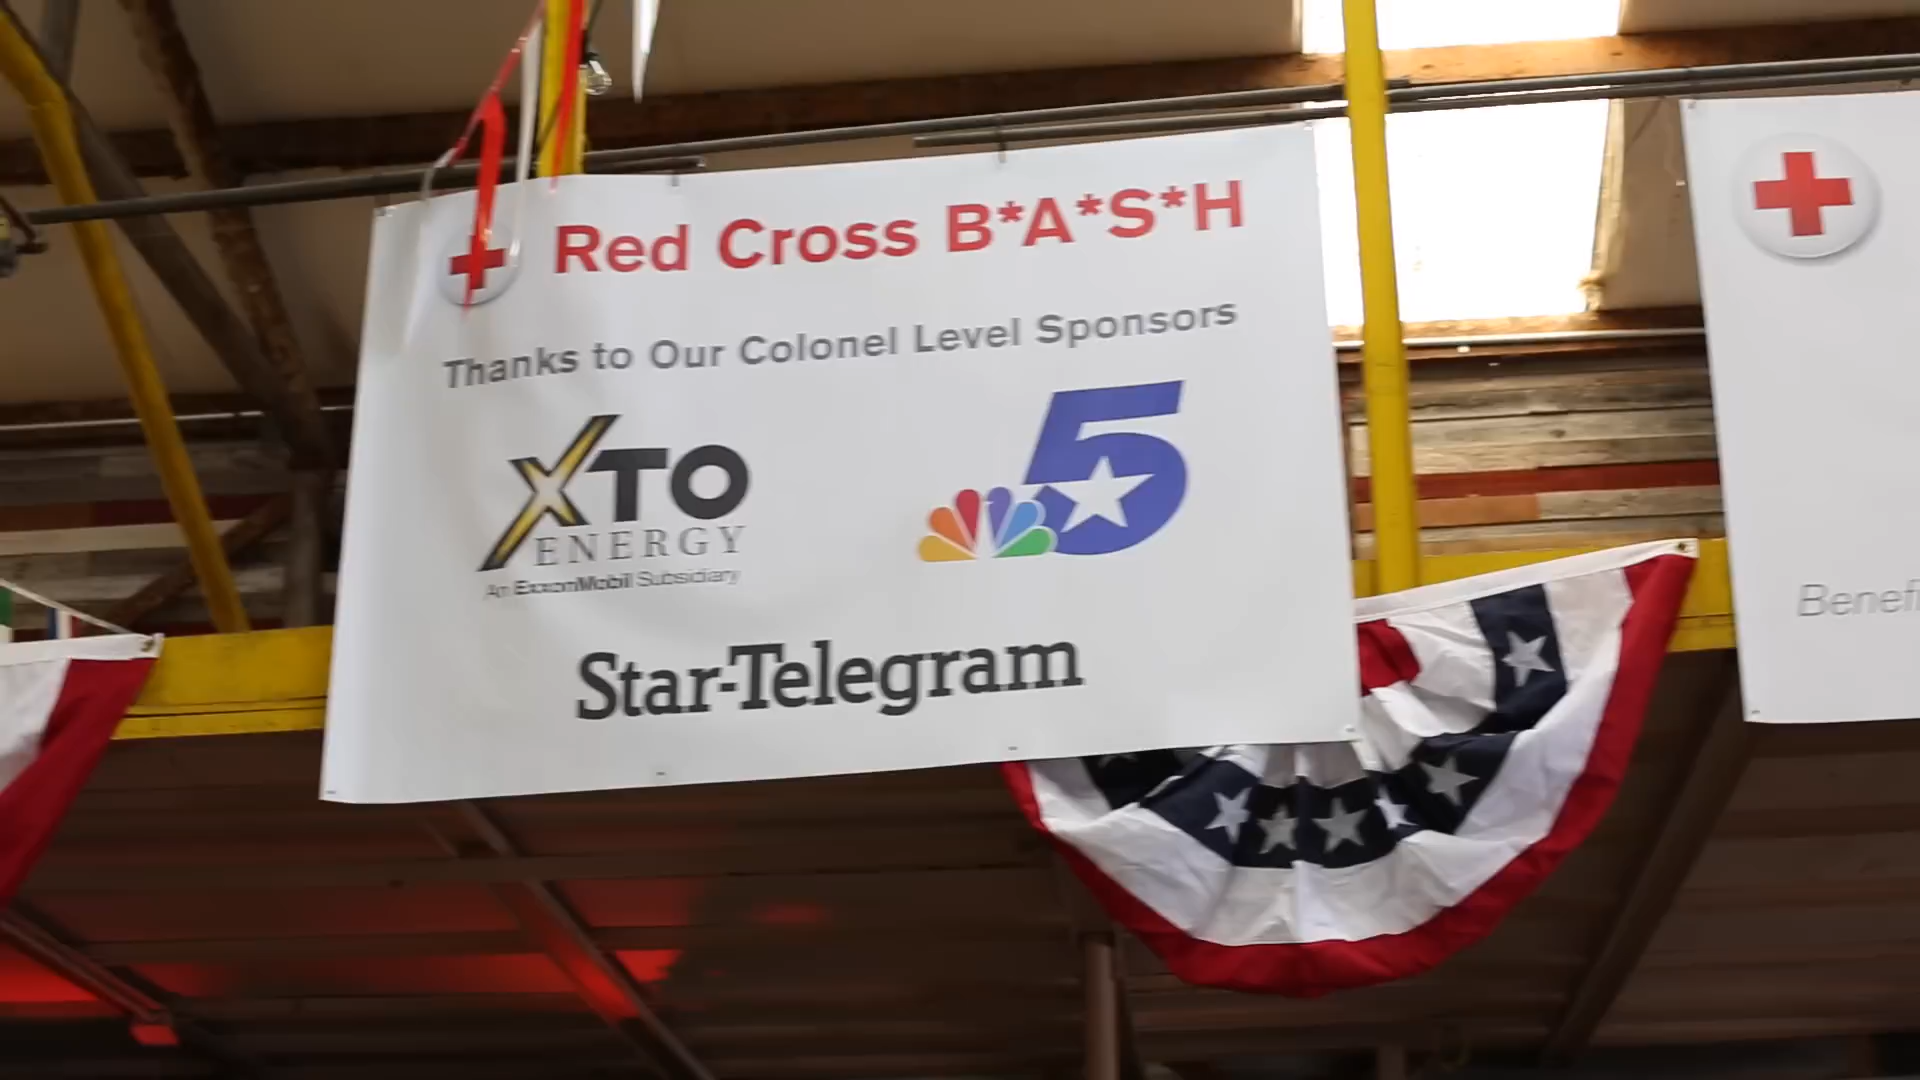 Red Cross B*A*S*H
Thanks to Our Colonel Level Sponsors
XTO
ENERGY
An ExxonMobil Subsidiary
5
Star-Telegram